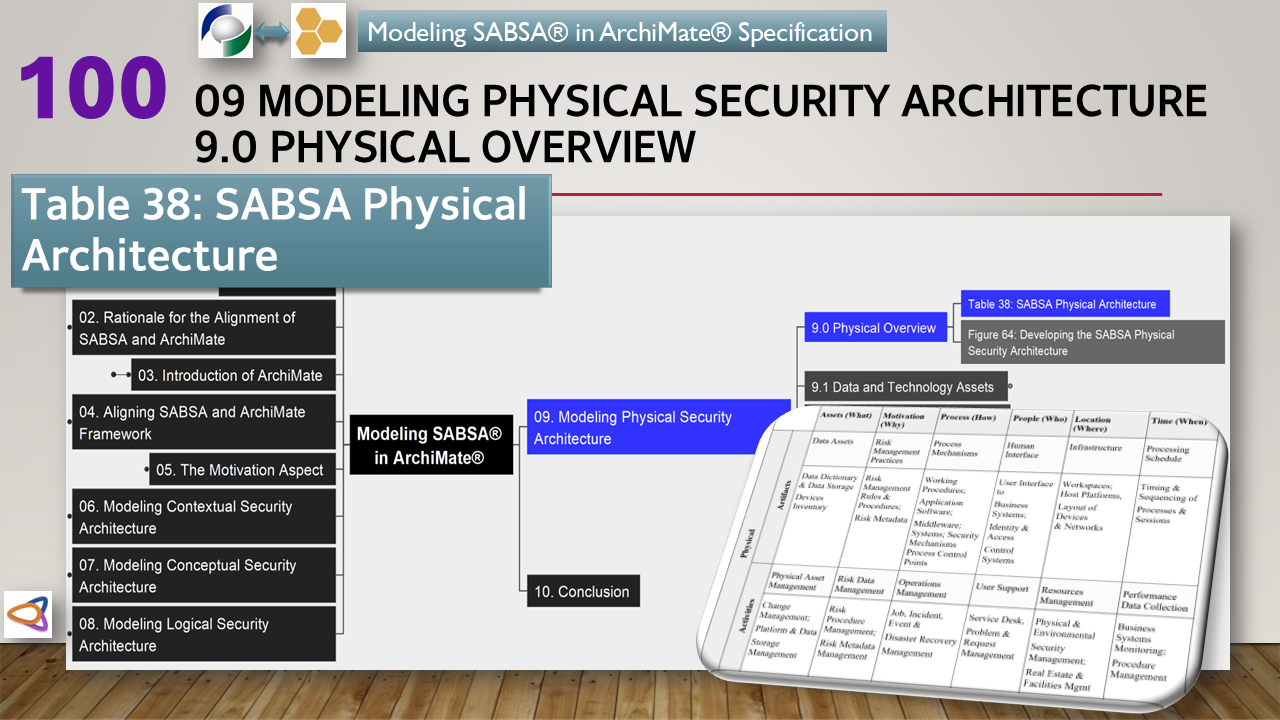 Modeling SABSA® in ArchiMate® Specification
100
09 MODELING PHYSICAL SECURITY ARCHITECTURE
9.0 PHYSICAL OVERVIEW
Table 38: SABSA Physical
Architecture
02. Rationale for the Alignment of
SABSA and ArchiMate
03. Introduction of ArchiMate
04. Aligning SABSA and ArchiMate
Framework
05. The Motivation Aspect
06. Modeling Contextual Security
Architecture
07. Modeling Conceptual Security
Architecture
08. Modeling Logical Security
Architecture
Modeling SABSA®
in ArchiMate®
09. Modeling Physical Security
Architecture
10. Conclusion
9.0 Physical Overview
Table 38: SABSA Physical Architecture
Figure 64: Developing the SABSA Physical
Security Architecture
9.1 Data and Technology Assets
Assets (What)
Motivation
(Why)
Process (How)
People (Who)
Location
(Where)
Time (When)
Physical
Artifacts
Data Assets
Risk
Management
Practices
Process
Mechanisms
Human
Interface
Infrastructure
Processing
Schedule
Data Dictionary
& Data Storage
Devices
Inventory
Risk
Management
Rules &
Procedures;
Risk Metadata
Working
Procedures;
Application
Software;
Middleware;
Systems; Security
Mechanisms
Process Control
Points
User Interface
to
Business
Systems;
Identity &
Access
Control
Systems
Workspaces;
Host Platforms,
Layout of
Devices
& Networks
Timing &
Sequencing of
Processes &
Sessions
Activities
Physical Asset
Management
Risk Data
Management
Operations
Management
User Support
Resources
Management
Performance
Data Collection
Change
Management;
Platform & Data
Storage
Management
Risk
Procedure
Management;
Risk Metadata
Management
Job, Incident,
Event &
Disaster Recovery
Management
Service Desk,
Problem &
Request
Management
Physical &
Environmental
Security
Management;
Real Estate &
Facilities Mgmt
Business
Systems
Monitoring;
Procedure
Management